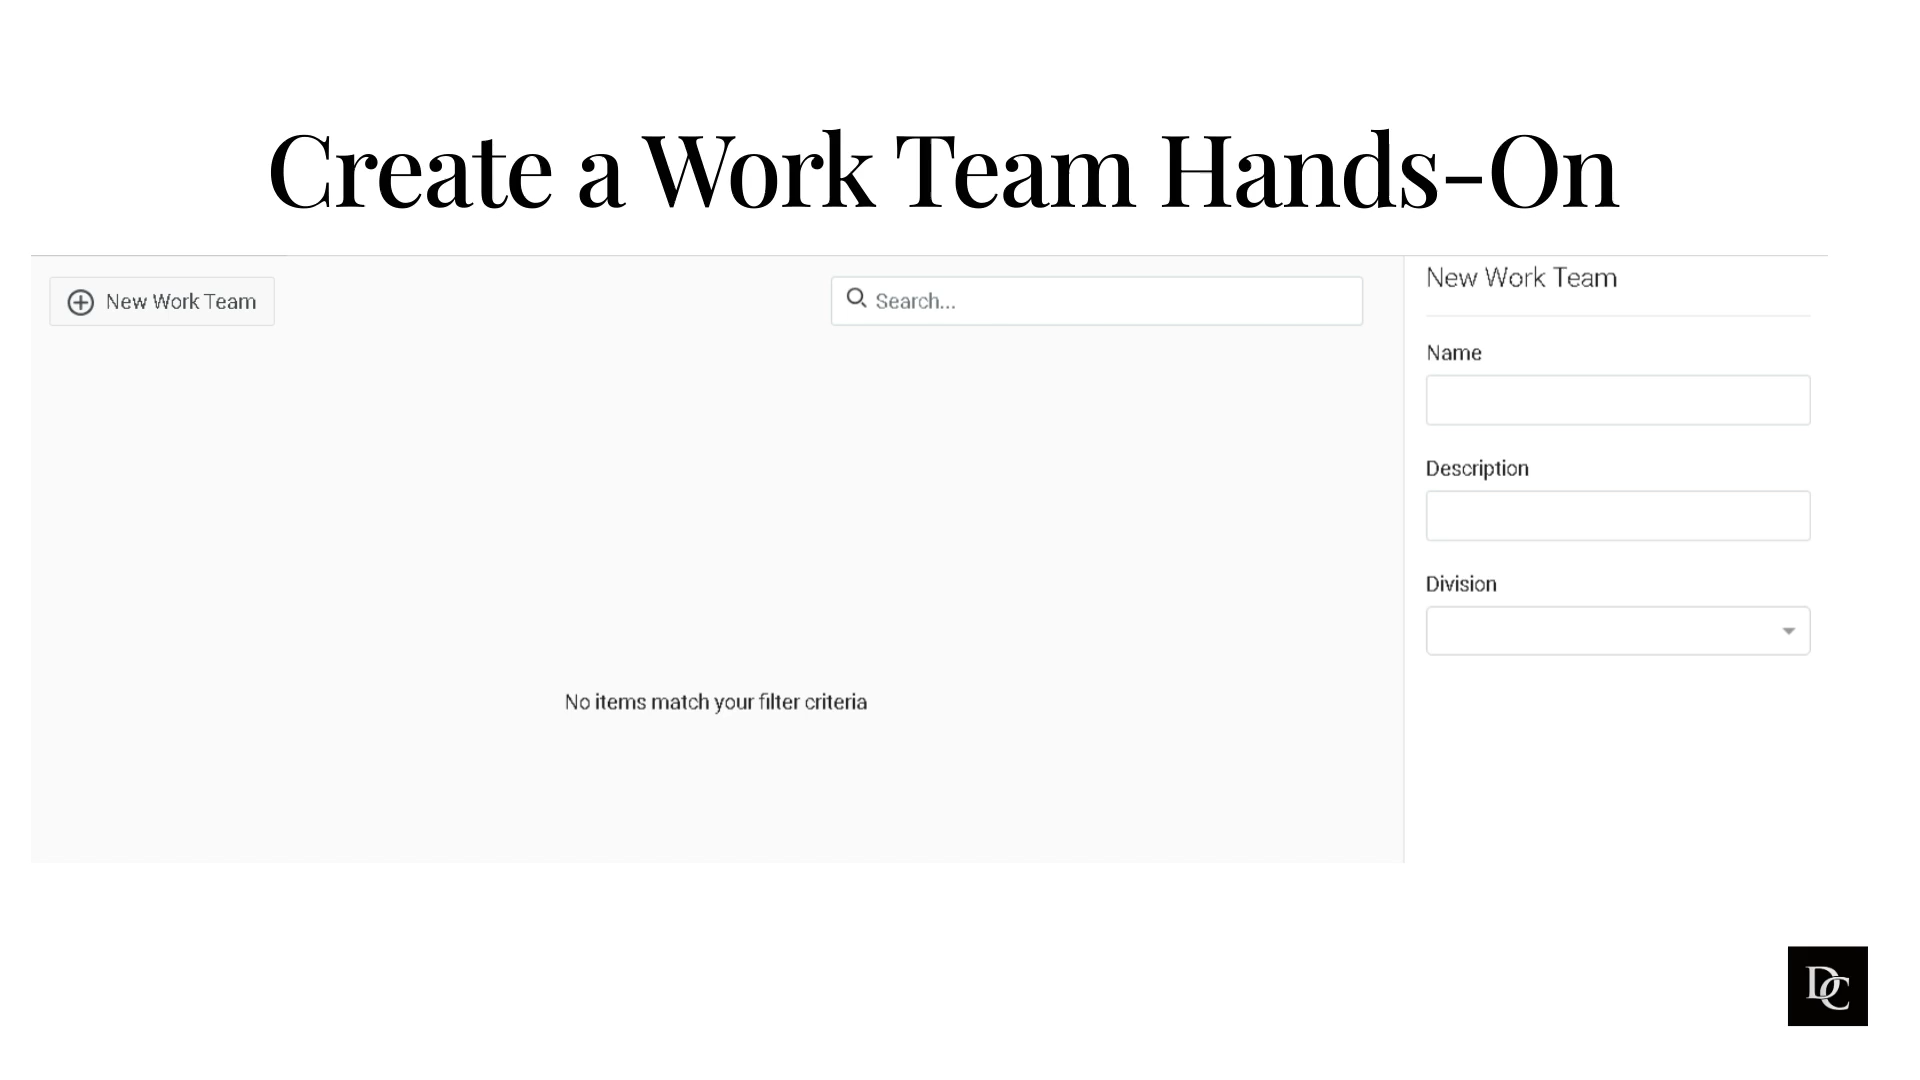 Create a Work Team Hands-On
New Work Team
Search...
No items match your filter criteria
New Work Team
Name
Description
Division
DC